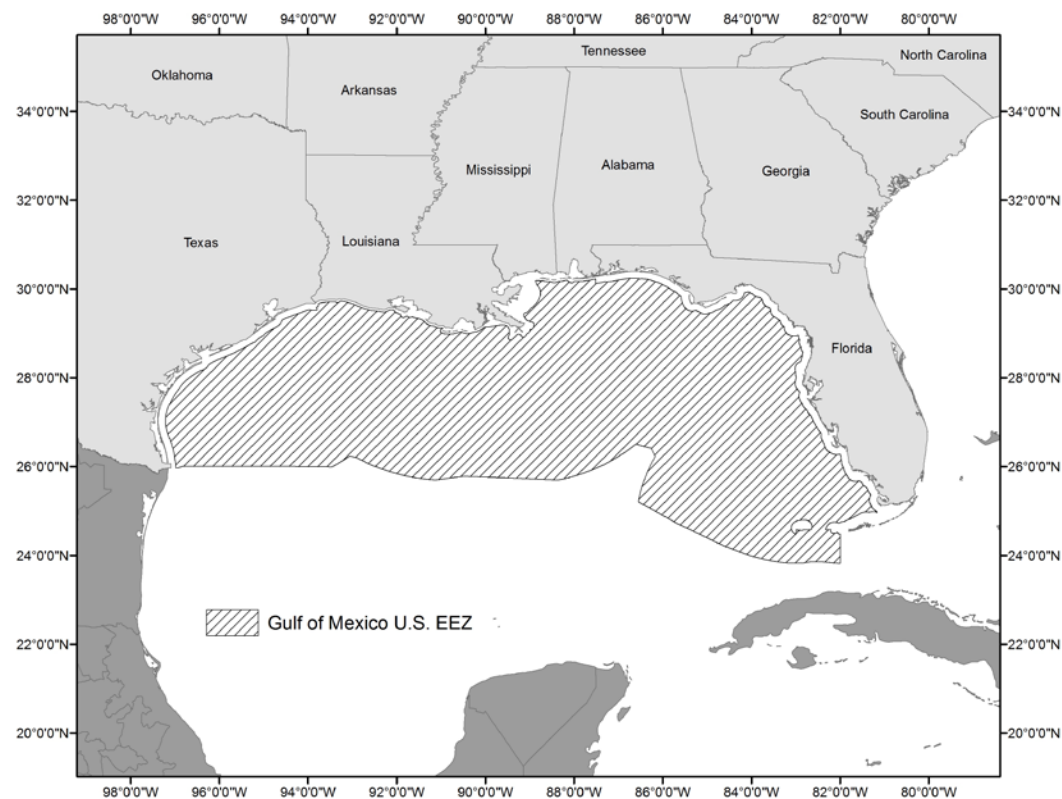 98°0'0"W 96°0'0"W 94°0'0"W 92°0'0"W 90°0'0"W 88°0'0"W 86°0'0"W 84°0'0"W 82°0'0"W 80°0'0"W
Tennessee
North Carolina
Oklahoma
Arkansas
34°0'0"N 34°0'0"N
South Carolina
Mississippi
Alabama
Georgia
32°0'0"N 32°0'0"N
Texas
Louisiana
30°0'0"N 30°0'0"N
Florida
28°0'0"N 28°0'0"N
26°0'0"N 26°0'0"N
24°0'0"N 24°0'0"N
Gulf of Mexico U.S. EEZ
22°0'0"N 22°0'0"N
20°0'0"N 20°0'0"N
98°0'0"W 96°0'0"W 94°0'0"W 92°0'0"W 90°0'0"W 88°0'0"W 86°0'0"W 84°0'0"W 82°0'0"W 80°0'0"W